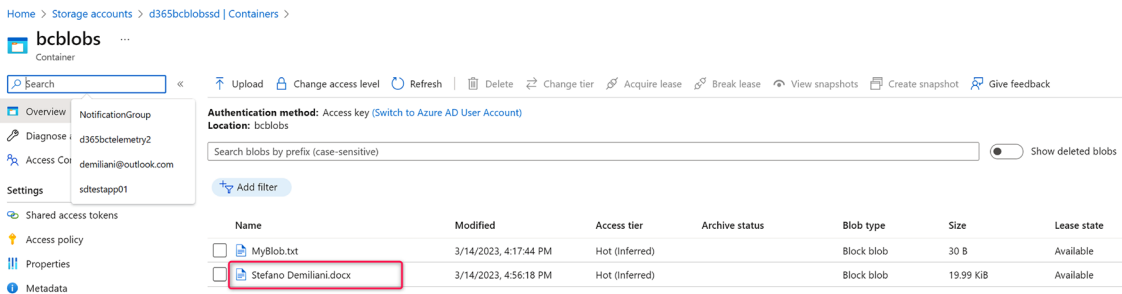 Home > Storage accounts > d365bcblobssd | Containers >
bcblobs ...
Container
Search «
NotificationGroup
d365bctelemetry2
demiliani@outlook.com
sdtestapp01
Overview
Diagnose a
Access Co
Settings
Shared access tokens
Access policy
Properties
Metadata
Upload Change access level Refresh Delete Change tier Acquire lease Break lease View snapshots Create snapshot Give feedback
Authentication method: Access key (Switch to Azure AD User Account)
Location: bcblobs
Search blobs by prefix (case-sensitive) Show deleted blobs
Add filter
Name Modified Access tier Archive status Blob type Size Lease state
MyBlob.txt 3/14/2023, 4:17:44 PM Hot (Inferred) Block blob 30 B Available
Stefano Demiliani.docx 3/14/2023, 4:56:18 PM Hot (Inferred) Block blob 19.99 KiB Available